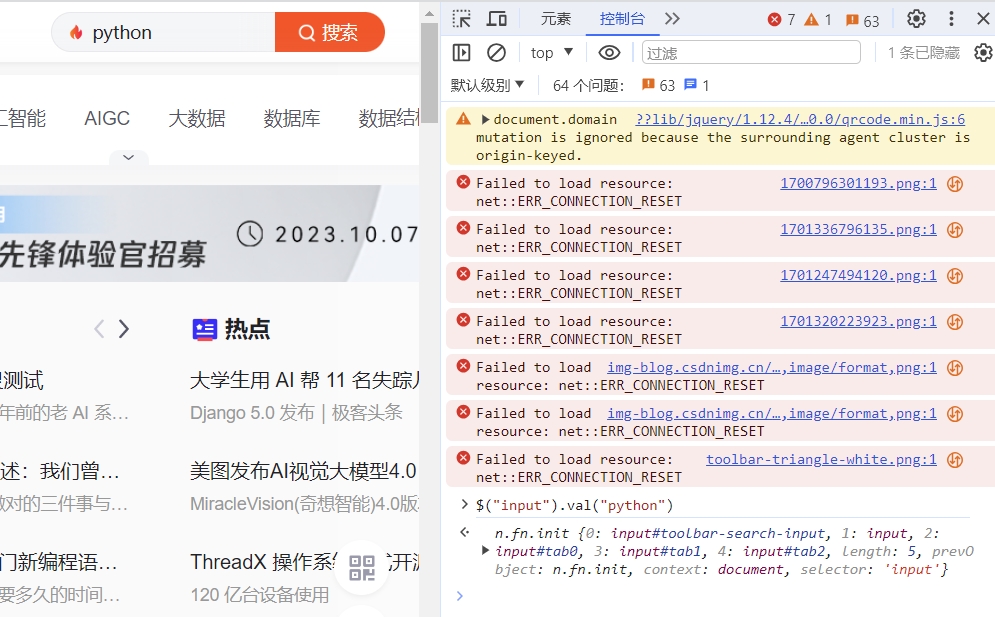 python
搜索
工智能 AIGC 大数据 数据库 数据结构
先锋体验官招募
2023.10.07
热点
测试
大学生用 AI 帮 11 名失踪儿
年前的老 AI 系…
Django 5.0 发布 | 极客头条
述：我们曾…
美图发布AI视觉大模型4.0
做对的三件事与…
MiracleVision(奇想智能)4.0版
门新编程语…
ThreadX 操作系统 式开源
要多久的时间…
120 亿台设备使用
元素 控制台 7 1 63
top 过滤 1 条已隐藏
默认级别 64 个问题： 63 1
document.domain ??lib/jquery/1.12.4/…0.0/qrcode.min.js:6
mutation is ignored because the surrounding agent cluster is
origin-keyed.
Failed to load resource: 1700796301193.png:1
net::ERR_CONNECTION_RESET
Failed to load resource: 1701336796135.png:1
net::ERR_CONNECTION_RESET
Failed to load resource: 1701247494120.png:1
net::ERR_CONNECTION_RESET
Failed to load resource: 1701320223923.png:1
net::ERR_CONNECTION_RESET
Failed to load img-blog.csdnimg.cn/…,image/format,png:1
resource: net::ERR_CONNECTION_RESET
Failed to load img-blog.csdnimg.cn/…,image/format,png:1
resource: net::ERR_CONNECTION_RESET
Failed to load resource: toolbar-triangle-white.png:1
net::ERR_CONNECTION_RESET
$("input").val("python")
n.fn.init {0: input#toolbar-search-input, 1: input, 2:
input#tab0, 3: input#tab1, 4: input#tab2, length: 5, prevO
bject: n.fn.init, context: document, selector: 'input'}